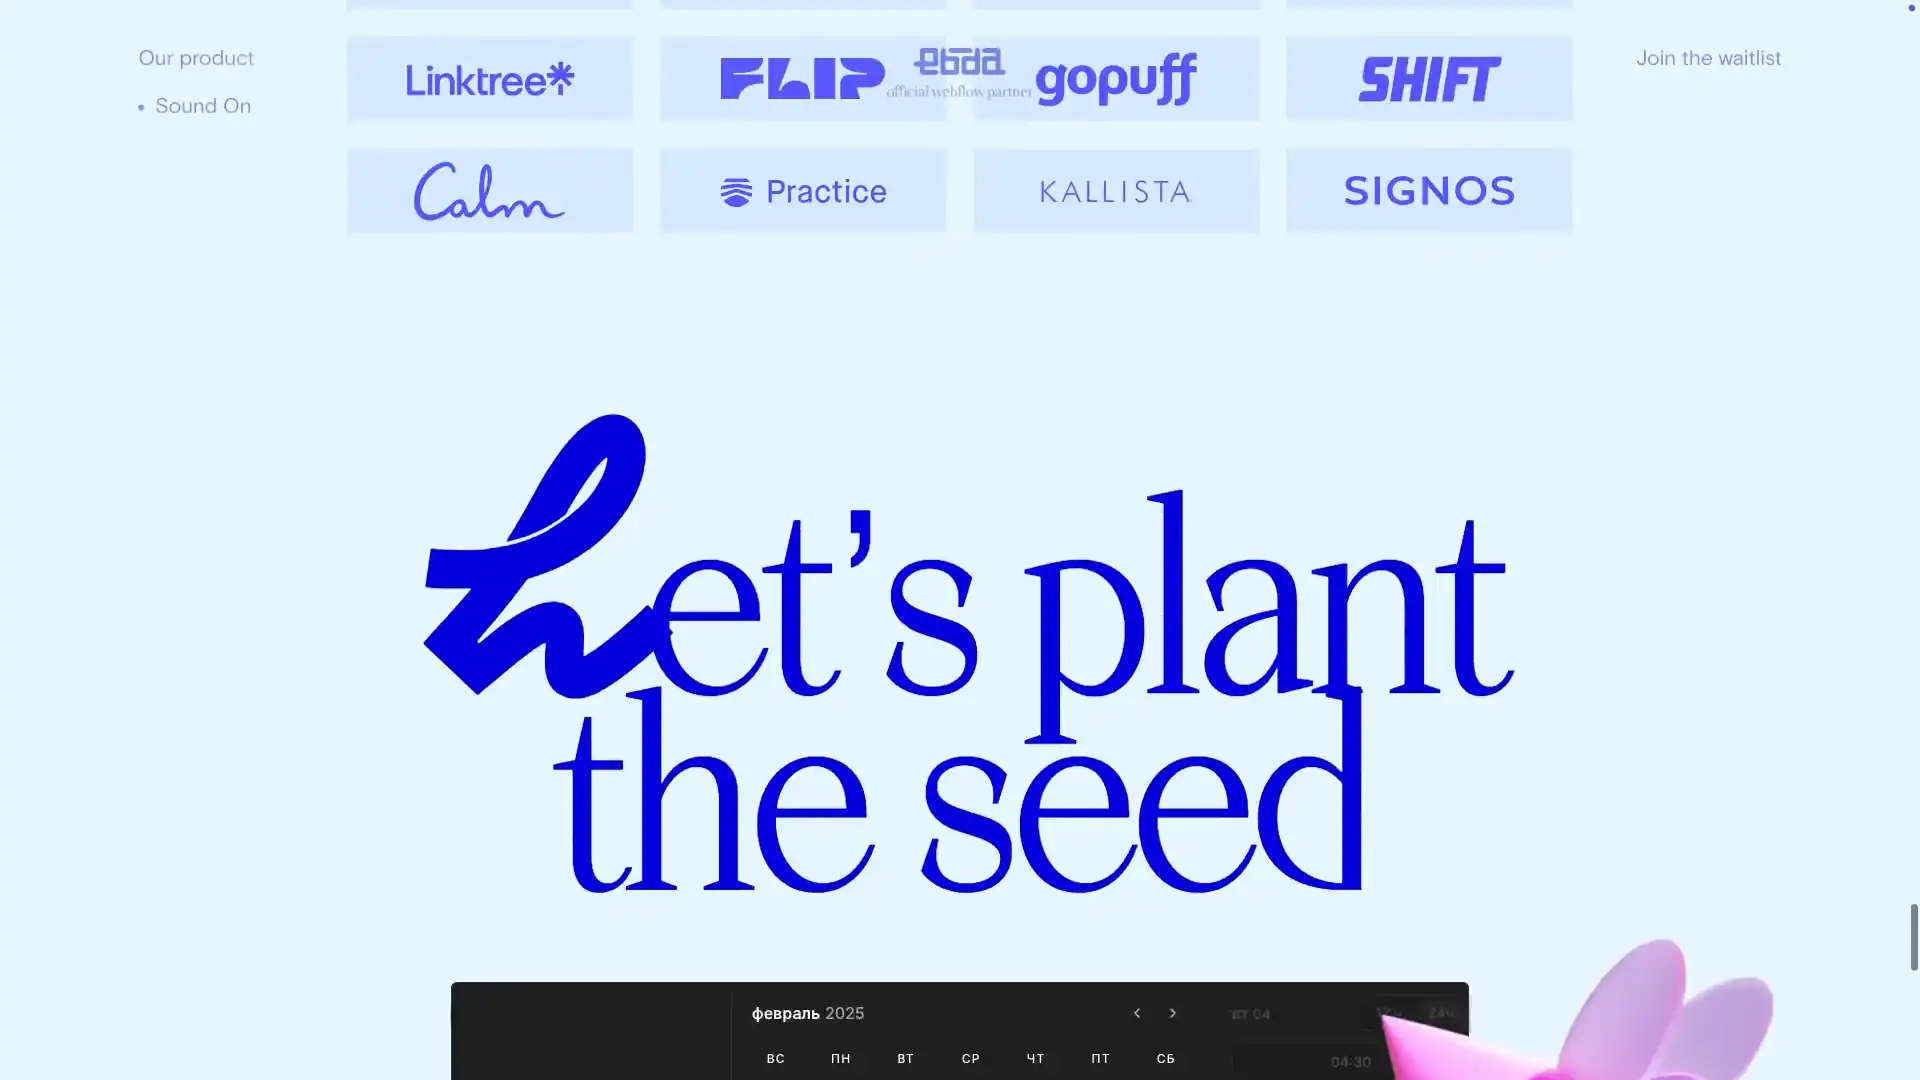 Our product
Sound On
Join the waitlist
Linktree
FLIP
ebda
official webflow partner
gopuff
SHIFT
Calm
Practice
KALLISTA
SIGNOS
Let’s plant
the seed
февраль 2025
вт 04
12ч 24ч
ВС ПН ВТ СР ЧТ ПТ СБ
04:30